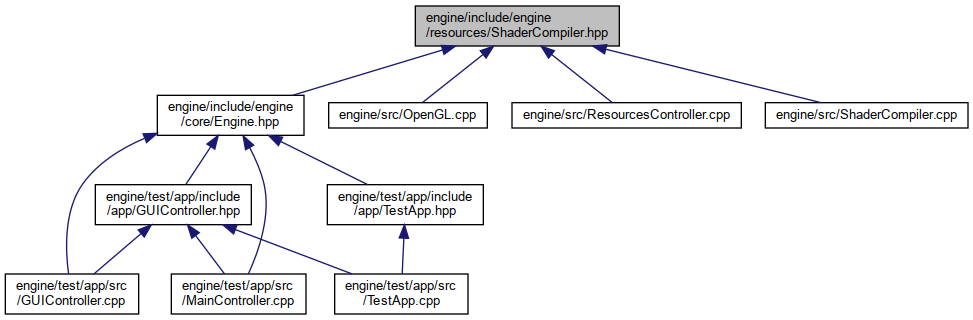 engine/include/engine
/resources/ShaderCompiler.hpp
engine/include/engine
/core/Engine.hpp
engine/src/OpenGL.cpp
engine/src/ResourcesController.cpp
engine/src/ShaderCompiler.cpp
engine/test/app/include
/app/GUIController.hpp
engine/test/app/include
/app/TestApp.hpp
engine/test/app/src
/GUIController.cpp
engine/test/app/src
/MainController.cpp
engine/test/app/src
/TestApp.cpp